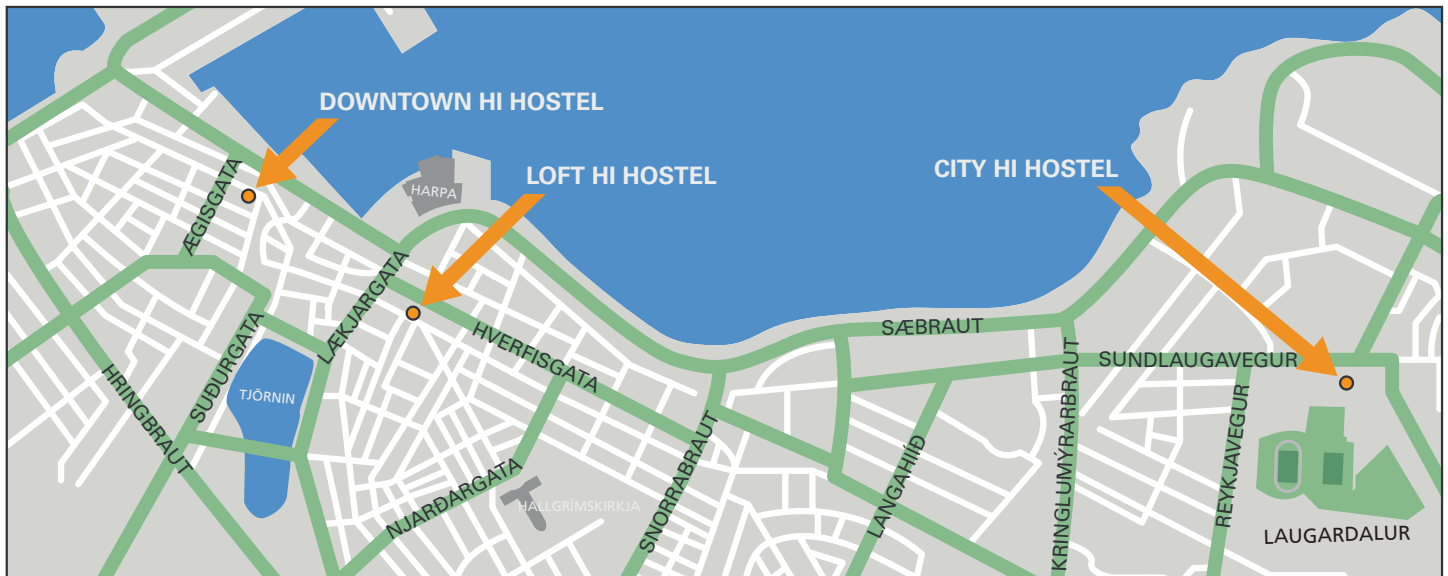 DOWNTOWN HI HOSTEL
LOFT HI HOSTEL
CITY HI HOSTEL
HARPA
ÆGISGATA
LÆKJARGATA
HVERFISGATA
SÆBRAUT
SUNDLAUGAVEGUR
SUÐURGATA
TJÖRNIN
HRINGBRAUT
NJARÐARGATA
HALLGRÍMSKIRKJA
SNORRABRAUT
LANGAHIÍÐ
KRINGLUMÝRARBRAUT
REYKJAVEGUR
LAUGARDALUR